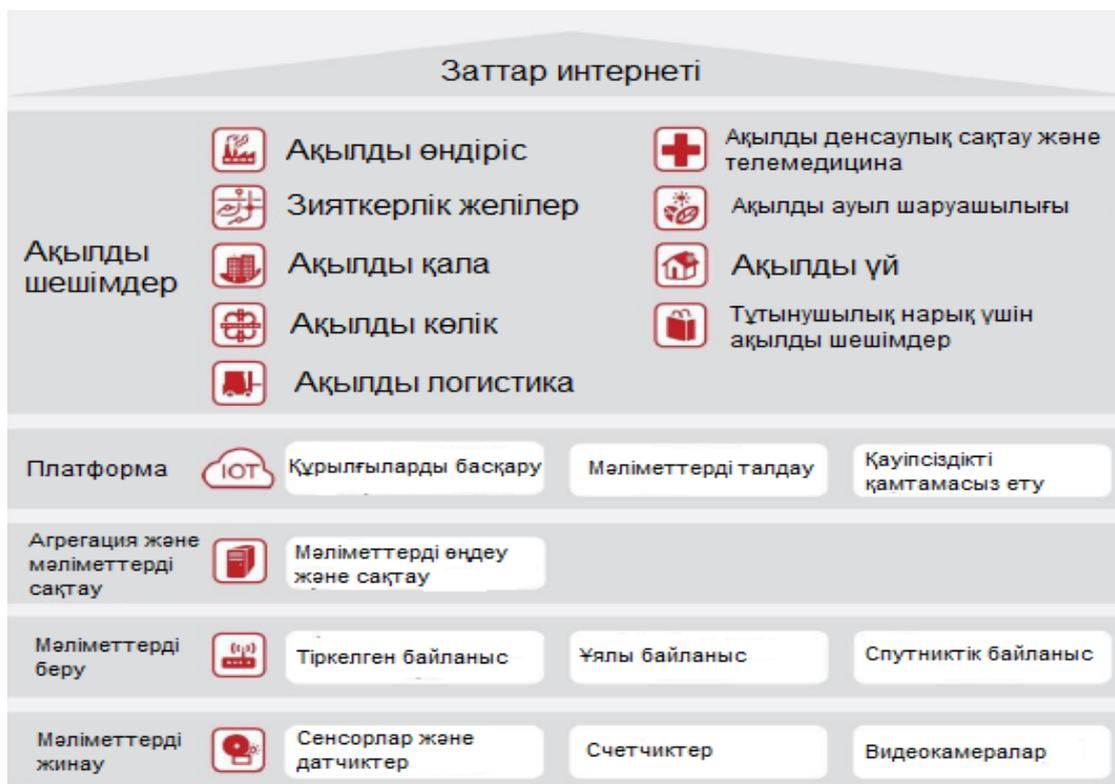 Заттар интернеті
Ақылды
шешімдер
Ақылды өндіріс
Зияткерлік желілер
Ақылды қала
Ақылды көлік
Ақылды логистика
Ақылды денсаулық сақтау және
телемедицина
Ақылды ауыл шаруашылығы
Ақылды үй
Тұтынушылық нарық үшін
ақылды шешімдер
Платформа
IOT
Құрылғыларды басқару
Мәліметтерді талдау
Қауіпсіздікті
қамтамасыз ету
Агрегация және
мәліметтерді
сақтау
Мәліметтерді өңдеу
және сақтау
Мәліметтерді
беру
Тіркелген байланыс
Ұялы байланыс
Спутниктік байланыс
Мәліметтерді
жинау
Сенсорлар және
датчиктер
Счетчиктер
Видеокамералар